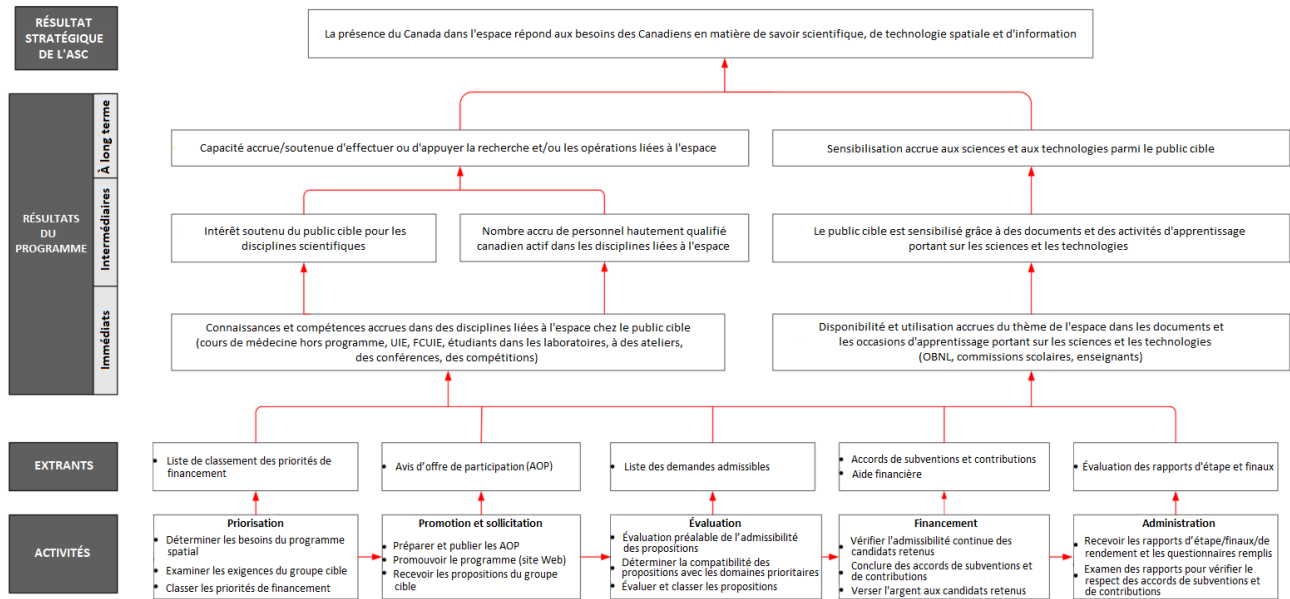 RÉSULTAT
STRATÉGIQUE
DE L'ASC
La présence du Canada dans l'espace répond aux besoins des Canadiens en matière de savoir scientifique, de technologie spatiale et d'information
RÉSULTATS
DU
PROGRAMME
À long terme
Capacité accrue/soutenue d'effectuer ou d'appuyer la recherche et/ou les opérations liées à l'espace
Sensibilisation accrue aux sciences et aux technologies parmi le public cible
Intermédiaires
Intérêt soutenu du public cible pour les
disciplines scientifiques
Nombre accru de personnel hautement qualifié
canadien actif dans les disciplines liées à l'espace
Le public cible est sensibilisé grâce à des documents et des activités d'apprentissage
portant sur les sciences et les technologies
Immédiats
Connaissances et compétences accrues dans des disciplines liées à l'espace chez le public cible
(cours de médecine hors programme, UIE, FCUIE, étudiants dans les laboratoires, à des ateliers,
des conférences, des compétitions)
Disponibilité et utilisation accrues du thème de l'espace dans les documents et
les occasions d'apprentissage portant sur les sciences et les technologies
(OBNL, commissions scolaires, enseignants)
EXTRANTS
• Liste de classement des priorités de
financement
• Avis d'offre de participation (AOP)
• Liste des demandes admissibles
• Accords de subventions et contributions
• Aide financière
• Évaluation des rapports d'étape et finaux
ACTIVITÉS
Priorisation
• Déterminer les besoins du programme
spatial
• Examiner les exigences du groupe cible
• Classer les priorités de financement
Promotion et sollicitation
• Préparer et publier les AOP
• Promouvoir le programme (site Web)
• Recevoir les propositions du groupe
cible
Évaluation
• Évaluation préalable de l'admissibilité
des propositions
• Déterminer la compatibilité des
propositions avec les domaines prioritaires
• Évaluer et classer les propositions
Financement
• Vérifier l'admissibilité continue des
candidats retenus
• Conclure des accords de subventions et
de contributions
• Verser l'argent aux candidats retenus
Administration
• Recevoir les rapports d'étape/finaux/de
rendement et les questionnaires remplis
• Examen des rapports pour vérifier le
respect des accords de subventions et
de contributions